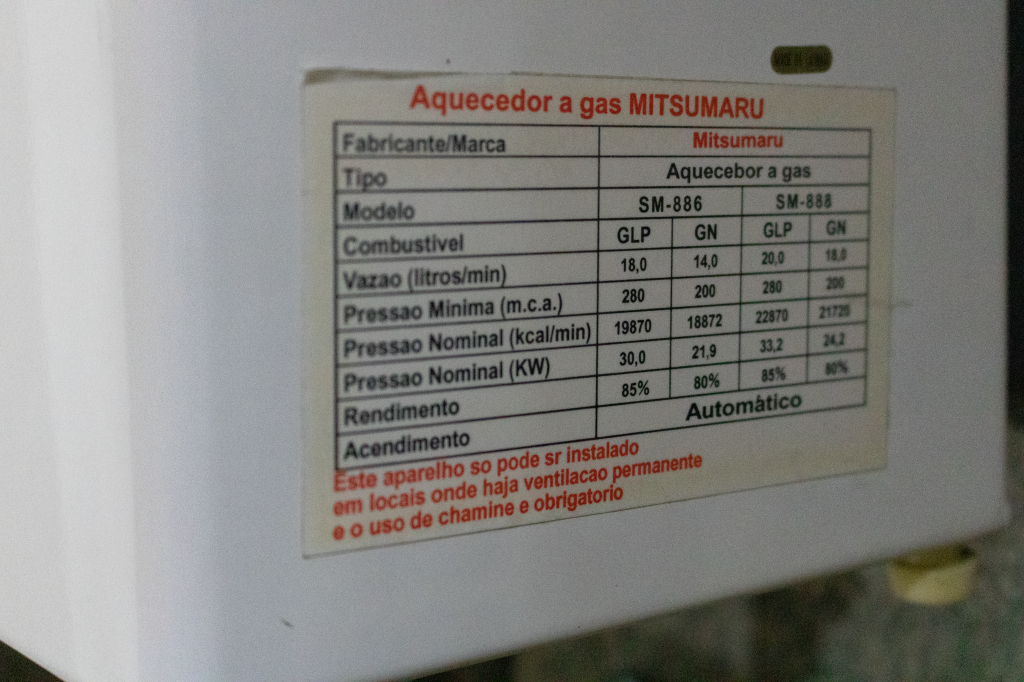 Aquecedor a gas MITSUMARU
Fabricante/Marca Mitsumaru
Tipo Aquecebor a gas
Modelo SM-886 SM-888
Combustivel GLP GN GLP GN
Vazao (litros/min) 18,0 14,0 20,0 18,0
Pressao Minima (m.c.a.) 280 200 280 200
Pressao Nominal (kcal/min) 19870 18872 22870 21720
Pressao Nominal (KW) 30,0 21,9 33,2 24,2
Rendimento 85% 80% 85% 80%
Acendimento Automático
Este aparelho so pode sr instalado
em locais onde haja ventilacao permanente
e o uso de chamine e obrigatorio